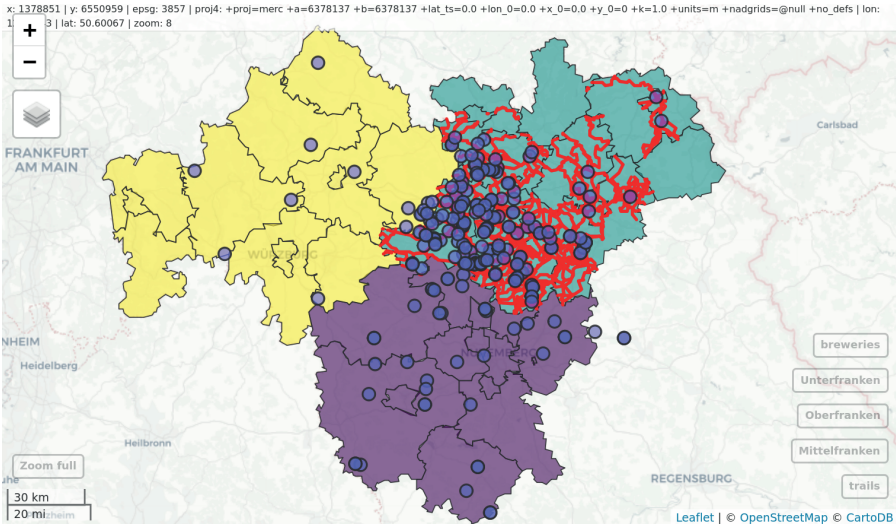 x: 1378851 | y: 6550959 | epsg: 3857 | proj4: +proj=merc +a=6378137 +b=6378137 +lat_ts=0.0 +lon_0=0.0 +x_0=0.0 +y_0=0 +k=1.0 +units=m +nadgrids=@null +no_defs | lon:
| lat: 50.60067 | zoom: 8
+
−
Carlsbad
FRANKFURT
AM MAIN
WÜRZBURG
NHEIM
breweries
Heidelberg
Unterfranken
Oberfranken
Heilbronn
Mittelfranken
Zoom full
REGENSBURG
trails
30 km
20 mi
Leaflet | © OpenStreetMap © CartoDB